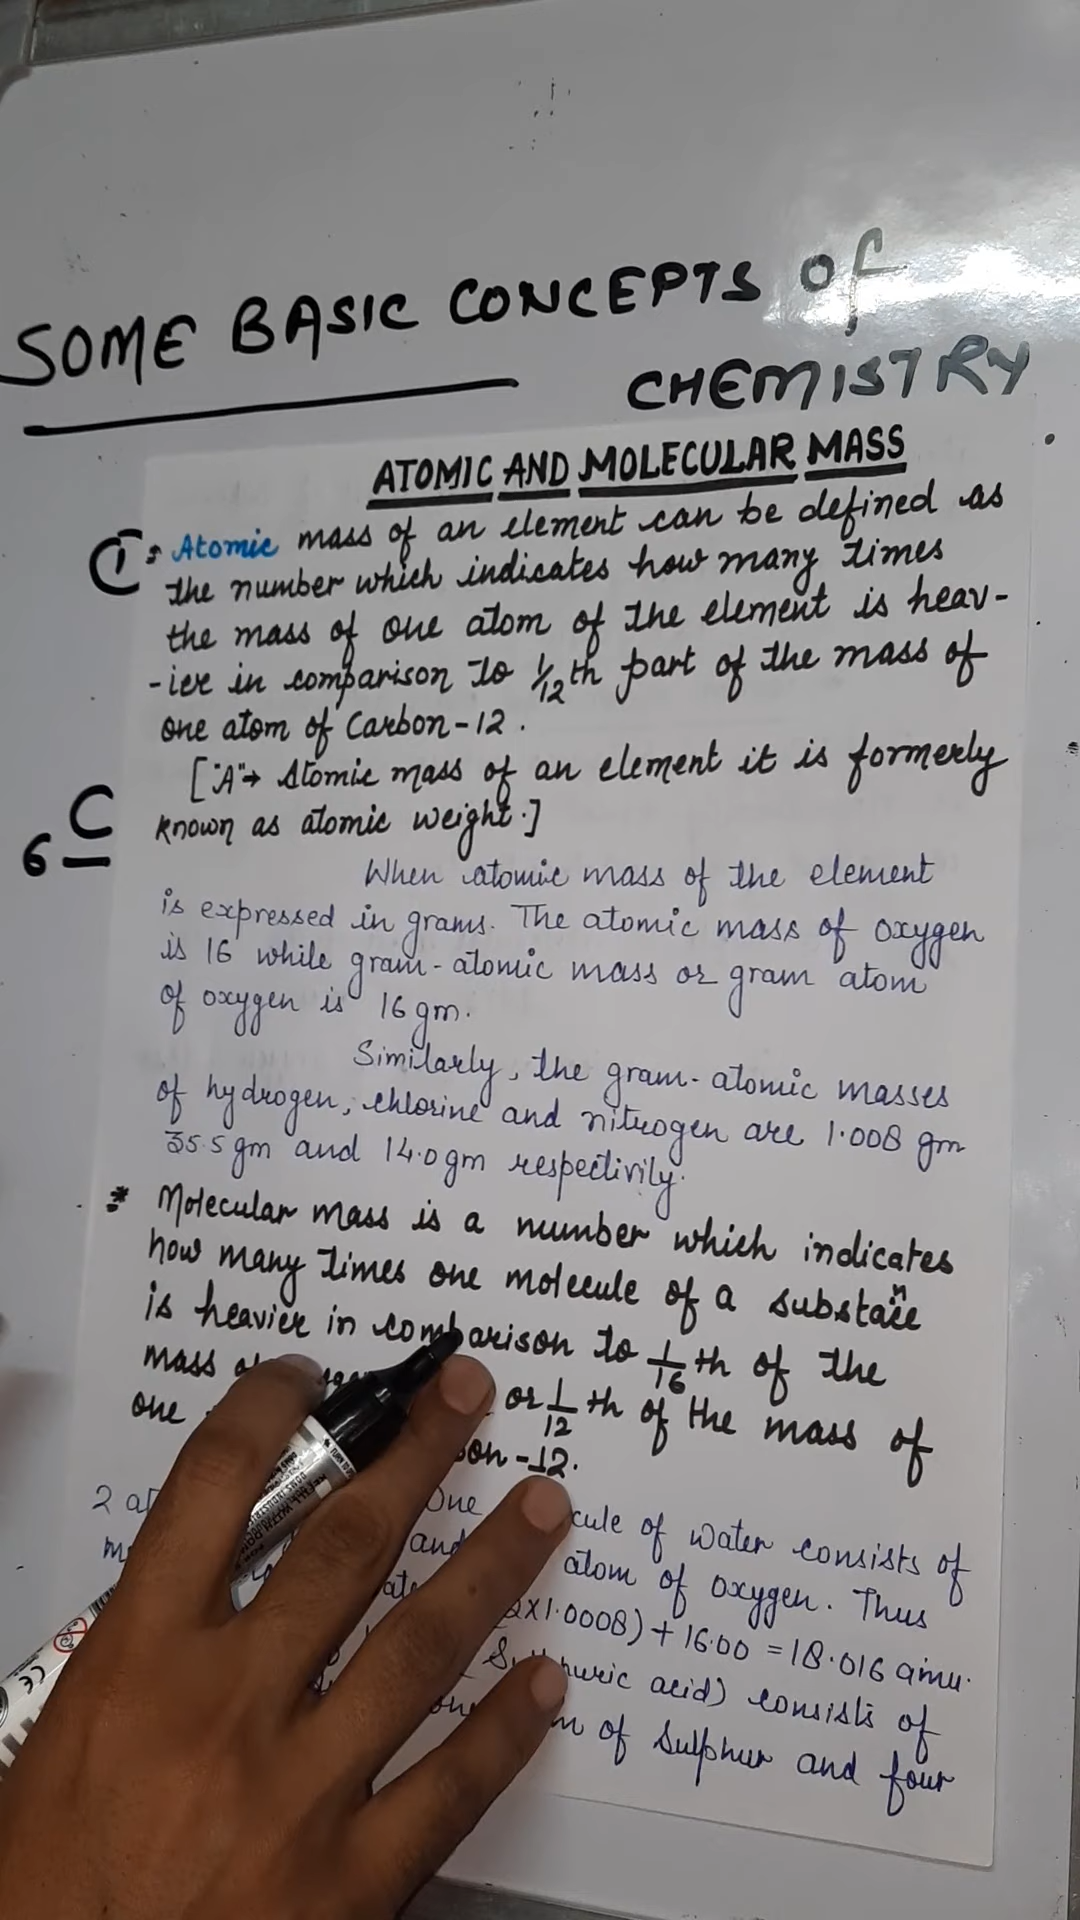 SOME BASIC CONCEPTS of
CHEMISTRY
ATOMIC AND MOLECULAR MASS
1 : Atomic mass of an element can be defined as
the number which indicates how many times
the mass of one atom of the element is heav-
-ier in comparison to 1/12th part of the mass of
one atom of Carbon-12.
["A"→ Atomic mass of an element it is formerly
known as atomic weight.]
6 C
When atomic mass of the element
is expressed in grams. The atomic mass of oxygen
is 16 while gram-atomic mass or gram atom
of oxygen is 16 gm.
Similarly, the gram-atomic masses
of hydrogen, chlorine and nitrogen are 1.008 gm
35.5 gm and 14.0 gm respectivily.
* Molecular mass is a number which indicates
how many times one molecule of a substance
is heavier in comparison to 1/16 th of the
mass or 1/12 th of the mass of
one -12.
2 One of water consists of
and atom of oxygen. Thus
2×1.0008) + 16.00 = 18.016 amu.
acid) consists of
of Sulphur and four